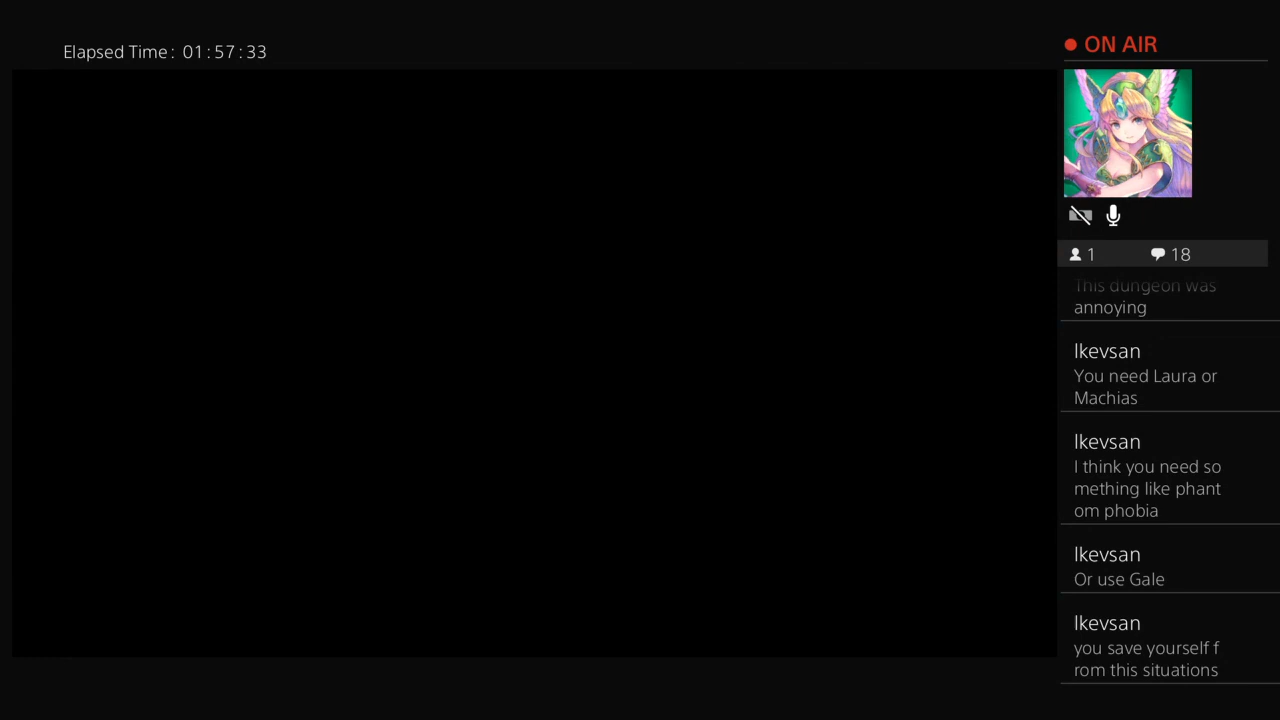 Elapsed Time: 01:57:33
ON AIR
1 18
This dungeon was
annoying
Ikevsan
You need Laura or
Machias
Ikevsan
I think you need so
mething like phant
om phobia
Ikevsan
Or use Gale
Ikevsan
you save yourself f
rom this situations